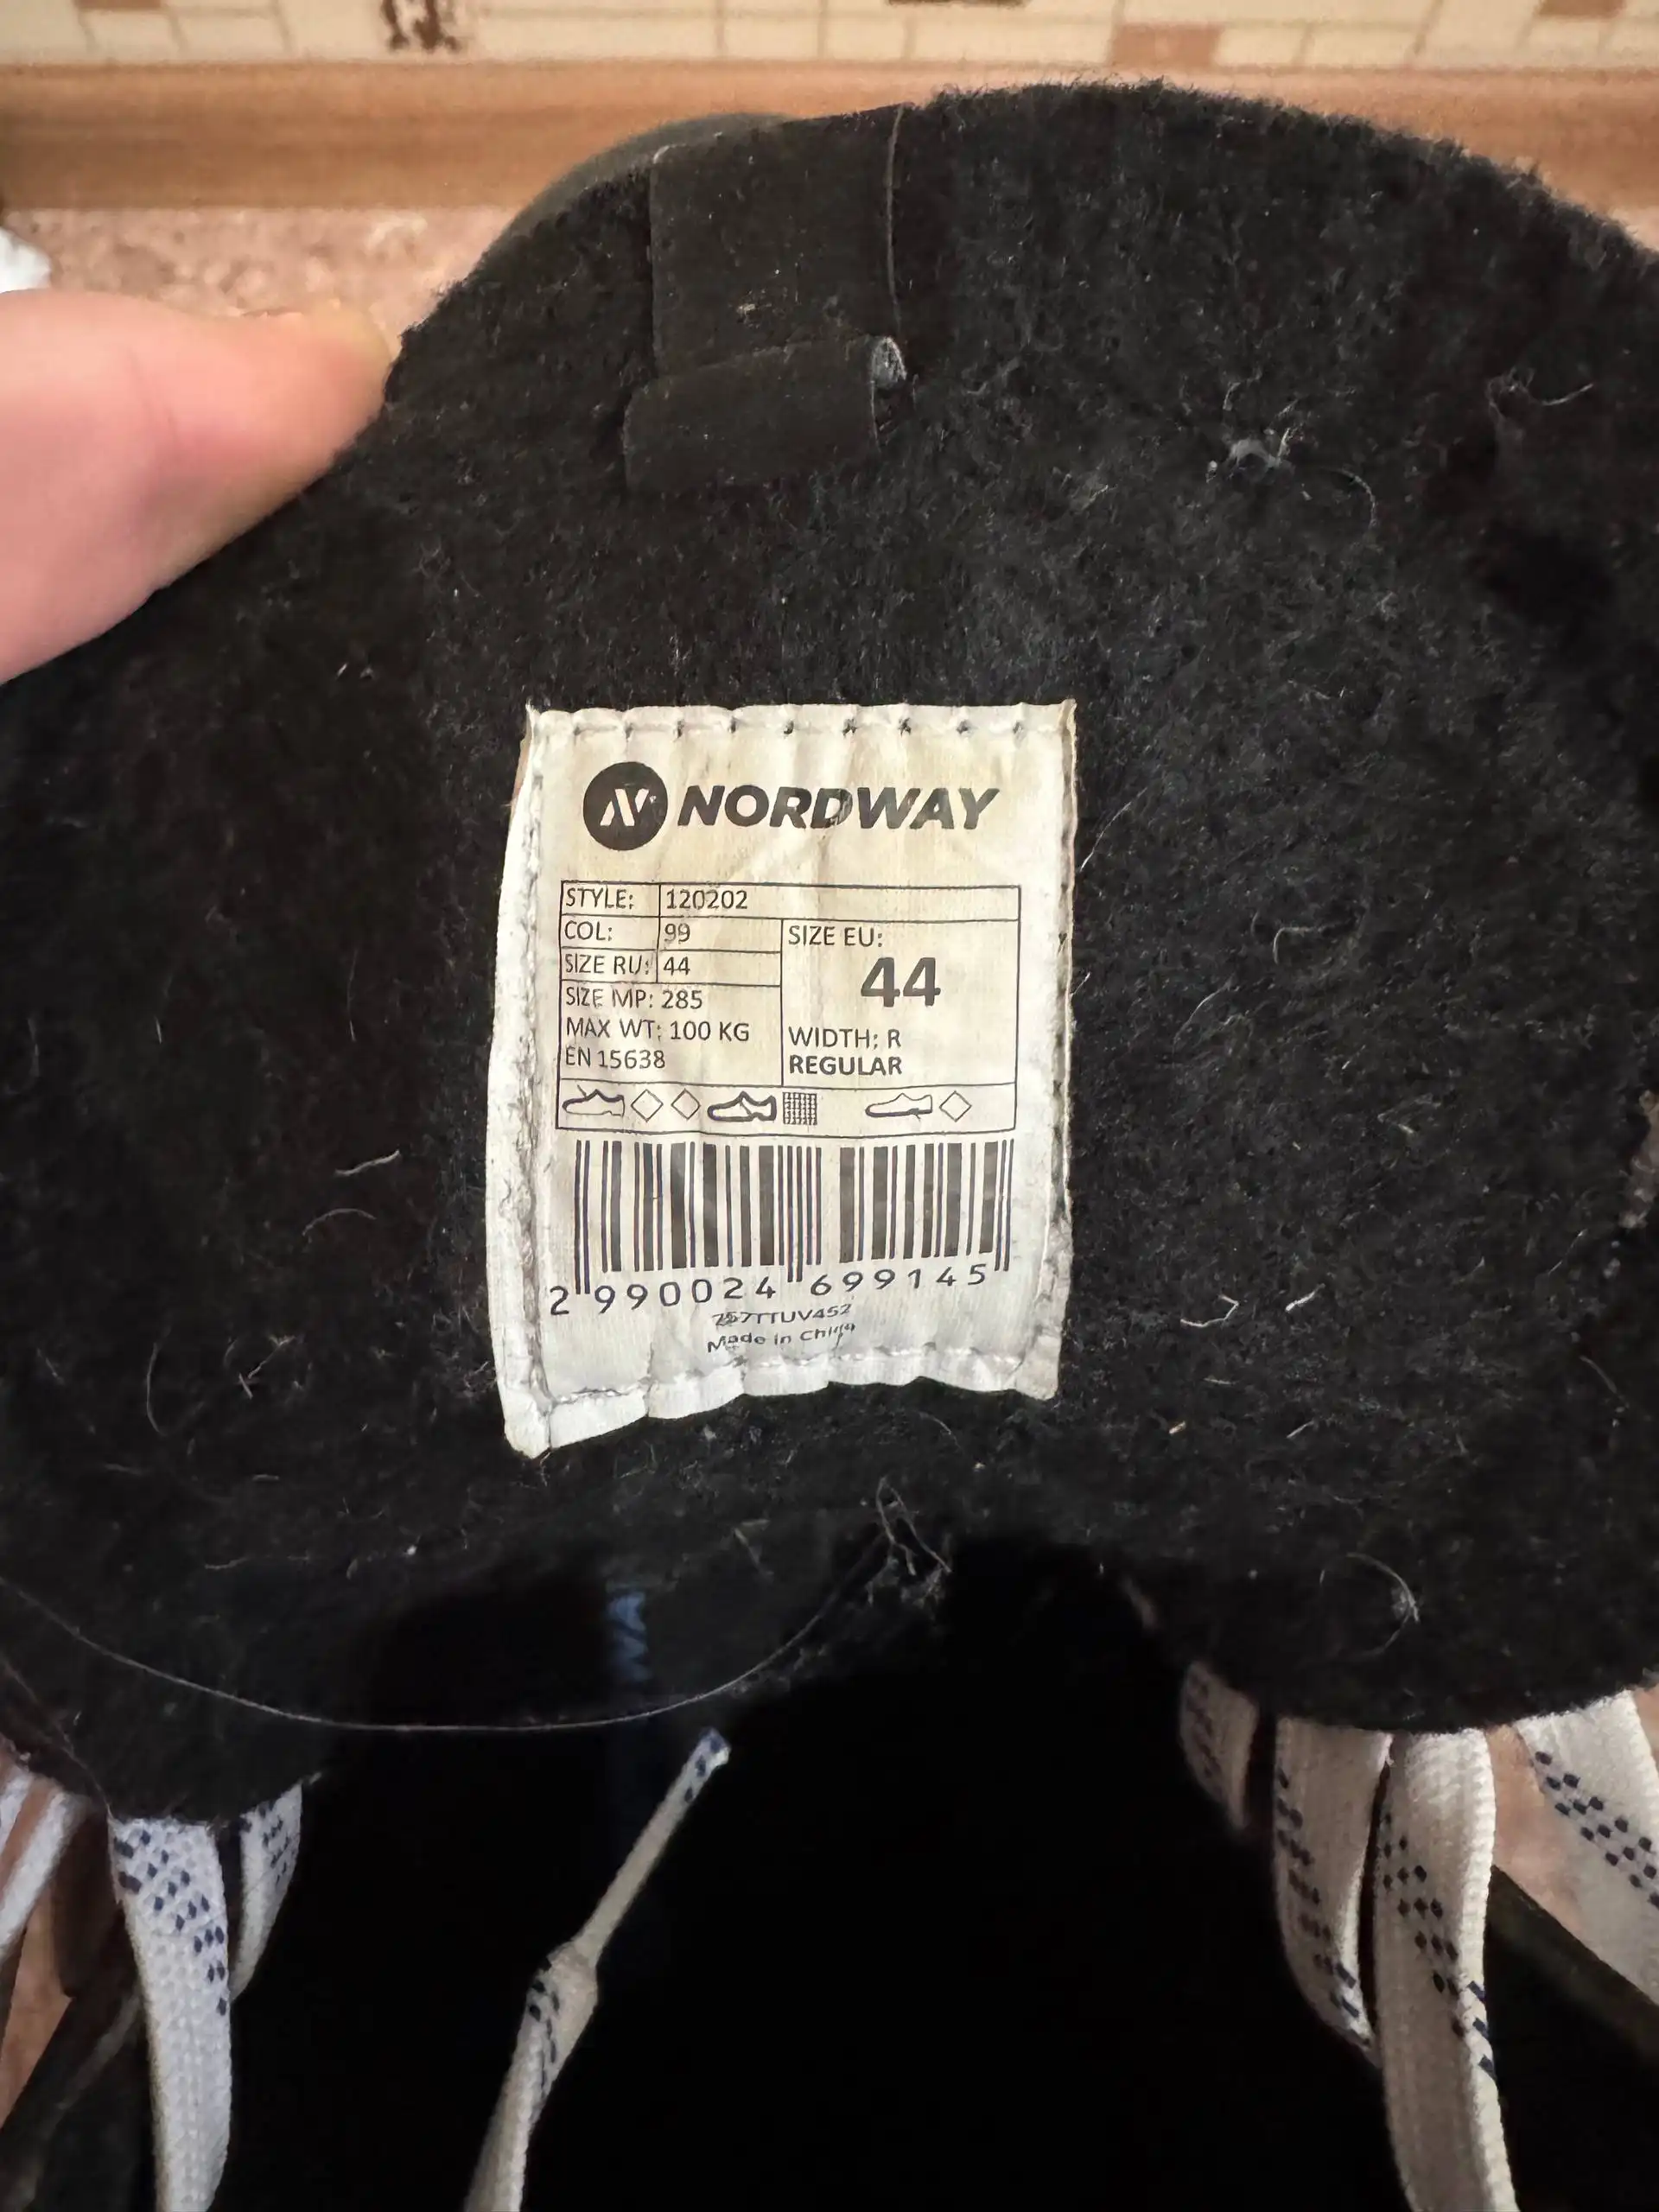 NORDWAY
STYLE: 120202
COL: 99
SIZE EU:
SIZE RU: 44
44
SIZE MP: 285
MAX WT: 100 KG
WIDTH: R
EN 15638
REGULAR
2 990024 699145
757TTUV452
Made in China